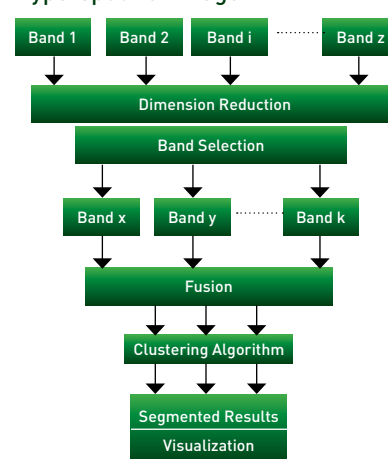 Band 1 Band 2 Band i Band z
Dimension Reduction
Band Selection
Band x Band y Band k
Fusion
Clustering Algorithm
Segmented Results
Visualization